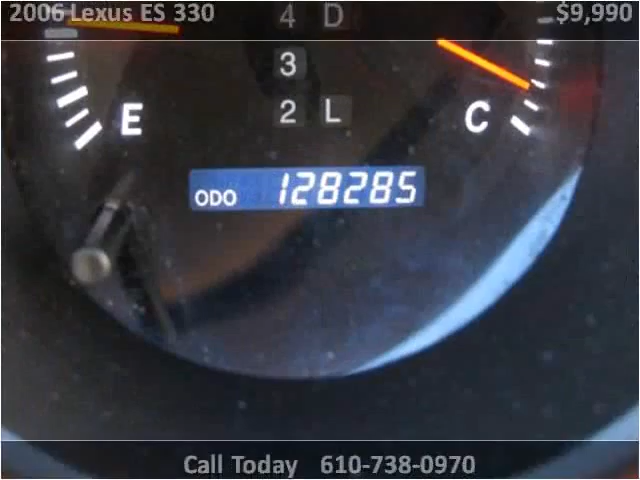 2006 Lexus ES 330 $9,990
4 D
3
2 L
E C
ODO 128285
Call Today 610-738-0970